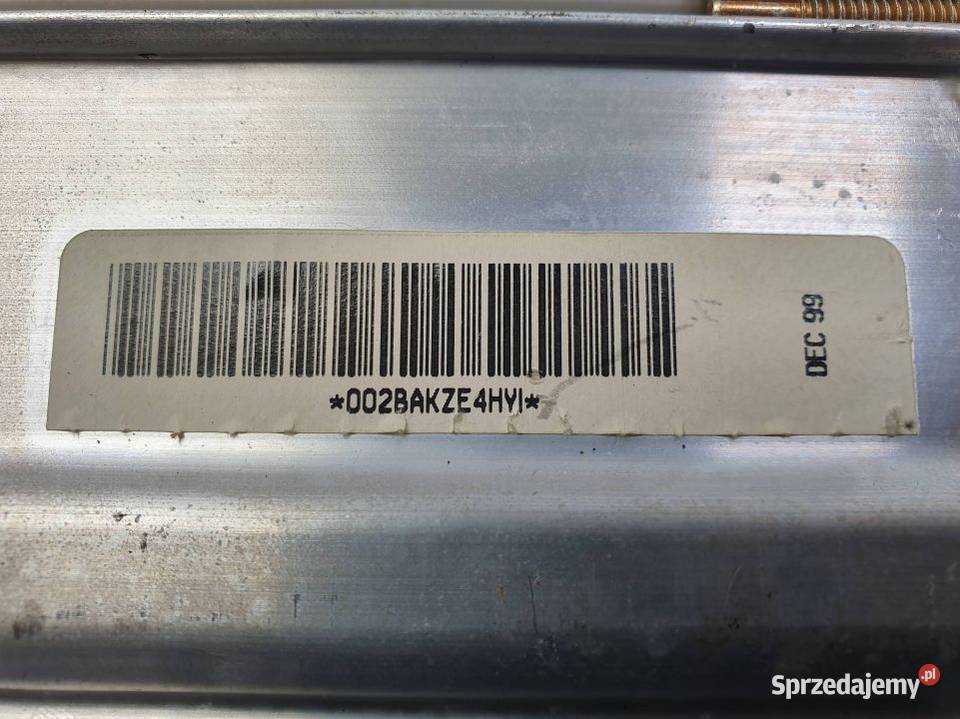 *002BAKZE4HYI*
DEC 99
Sprzedajemy.pl